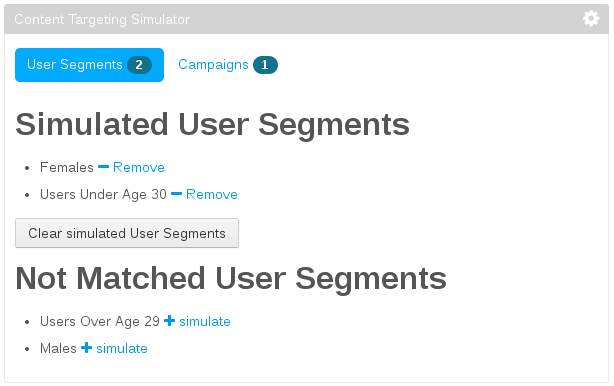 Content Targeting Simulator
User Segments 2 Campaigns 1
Simulated User Segments
Females Remove
Users Under Age 30 Remove
Clear simulated User Segments
Not Matched User Segments
Users Over Age 29 simulate
Males simulate